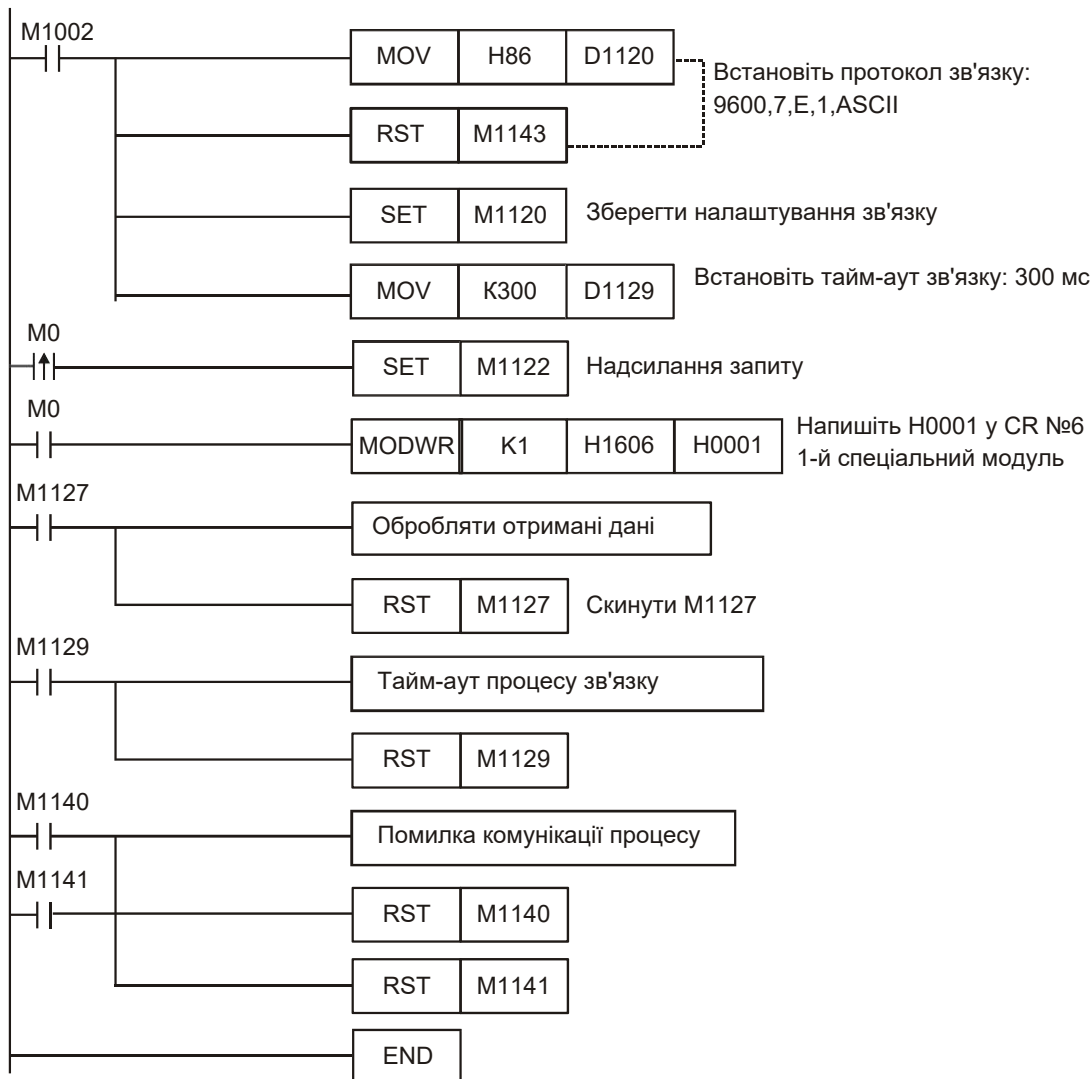 M1002
MOV H86 D1120
Встановіть протокол зв'язку:
9600,7,E,1,ASCII
RST M1143
SET M1120 Зберегти налаштування зв'язку
MOV K300 D1129 Встановіть тайм-аут зв'язку: 300 мс
M0
SET M1122 Надсилання запиту
M0
MODWR K1 H1606 H0001
Напишіть H0001 у CR №6
1-й спеціальний модуль
M1127
Обробляти отримані дані
RST M1127 Скинути M1127
M1129
Тайм-аут процесу зв'язку
RST M1129
M1140
Помилка комунікації процесу
M1141
RST M1140
RST M1141
END